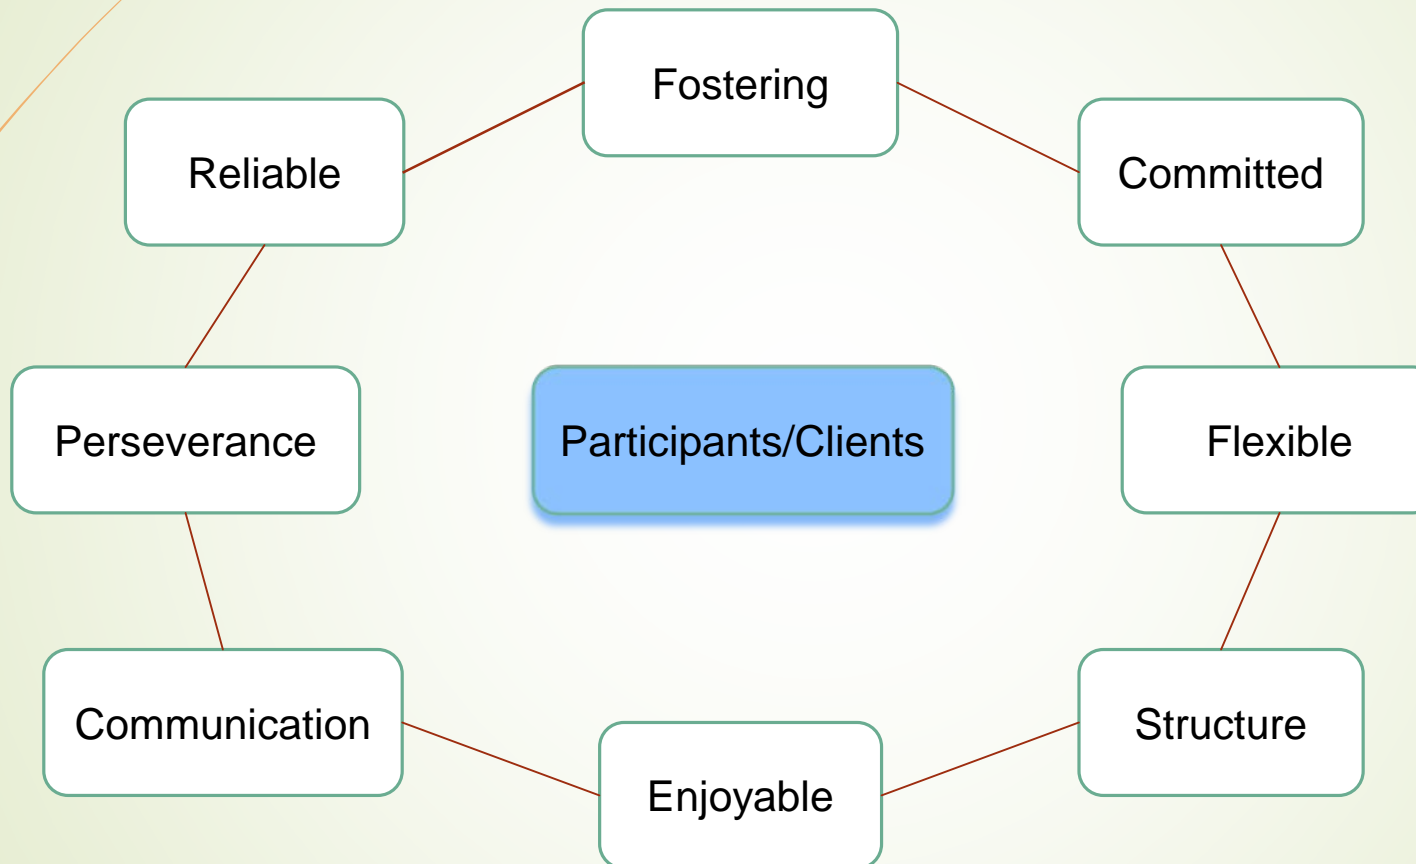 Fostering
Reliable
Committed
Perseverance
Participants/Clients
Flexible
Communication
Structure
Enjoyable